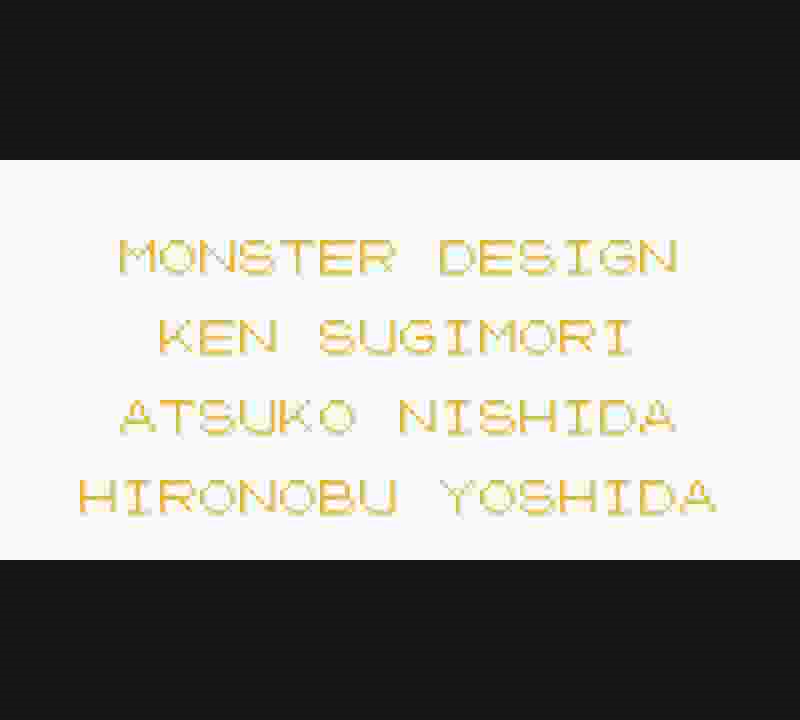 MONSTER DESIGN
KEN SUGIMORI
ATSUKO NISHIDA
HIRONOBU YOSHIDA